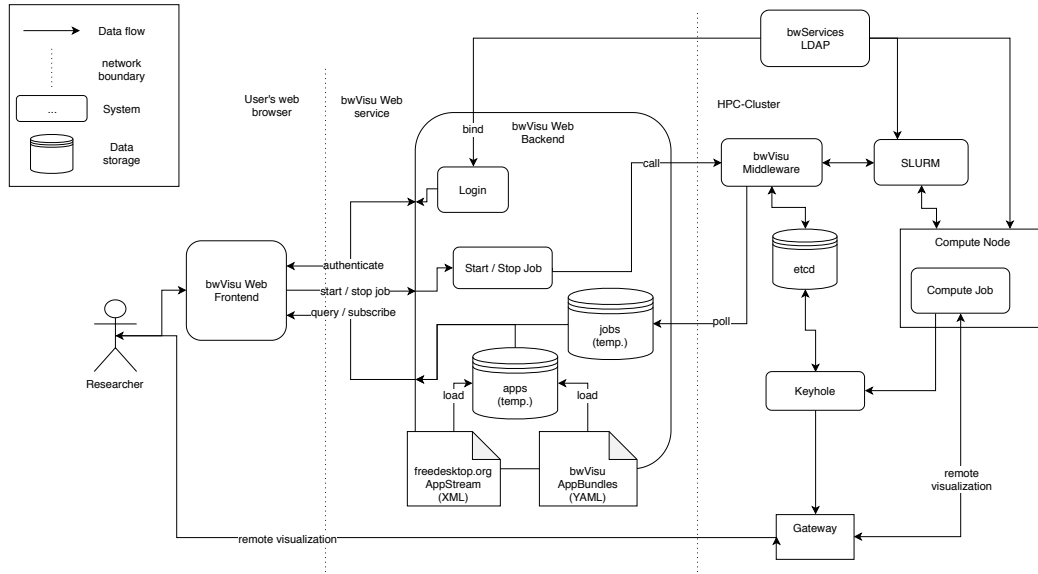 Data flow
network
boundary
...
System
Data
storage
User's web
browser
bwVisu Web
service
HPC-Cluster
bwServices
LDAP
bwVisu Web
Backend
bind
Login
call
bwVisu
Middleware
SLURM
authenticate
Start / Stop Job
start / stop job
query / subscribe
bwVisu Web
Frontend
etcd
Compute Node
Compute Job
jobs
(temp.)
poll
Researcher
apps
(temp.)
load
load
Keyhole
freedesktop.org
AppStream
(XML)
bwVisu
AppBundles
(YAML)
remote
visualization
Gateway
remote visualization